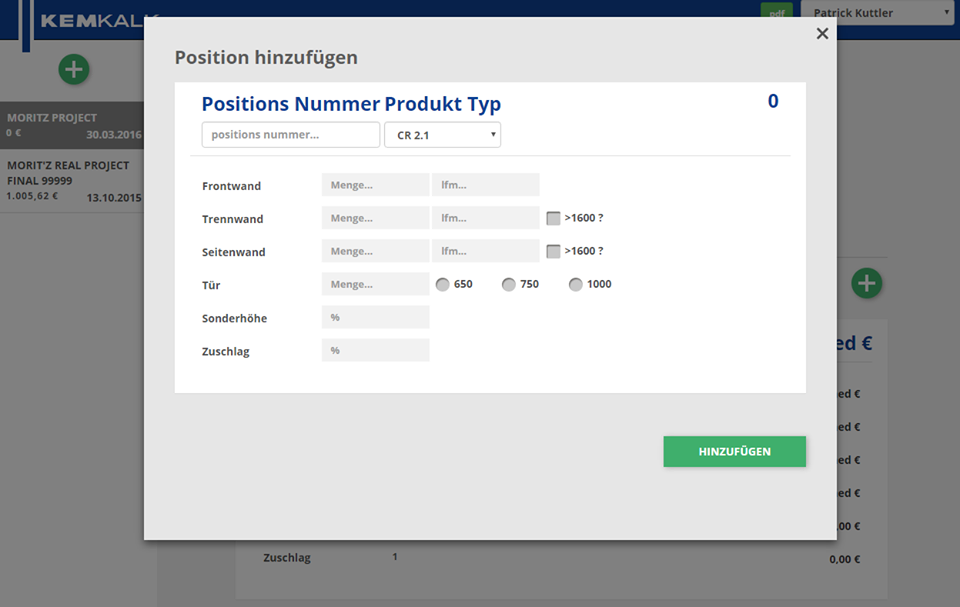 KEMKAL
pdf
Patrick Kuttler
Position hinzufügen
Positions Nummer Produkt Typ
0
positions nummer...
CR 2.1
MORITZ PROJECT
0 €
30.03.2016
MORIT'Z REAL PROJECT
FINAL 99999
1.005,62 €
13.10.2015
Frontwand Menge... lfm...
Trennwand Menge... lfm... >1600 ?
Seitenwand Menge... lfm... >1600 ?
Tür Menge... 650 750 1000
Sonderhöhe %
Zuschlag %
ed €
ed €
ed €
ed €
ed €
,00 €
HINZUFÜGEN
Zuschlag 1 0,00 €